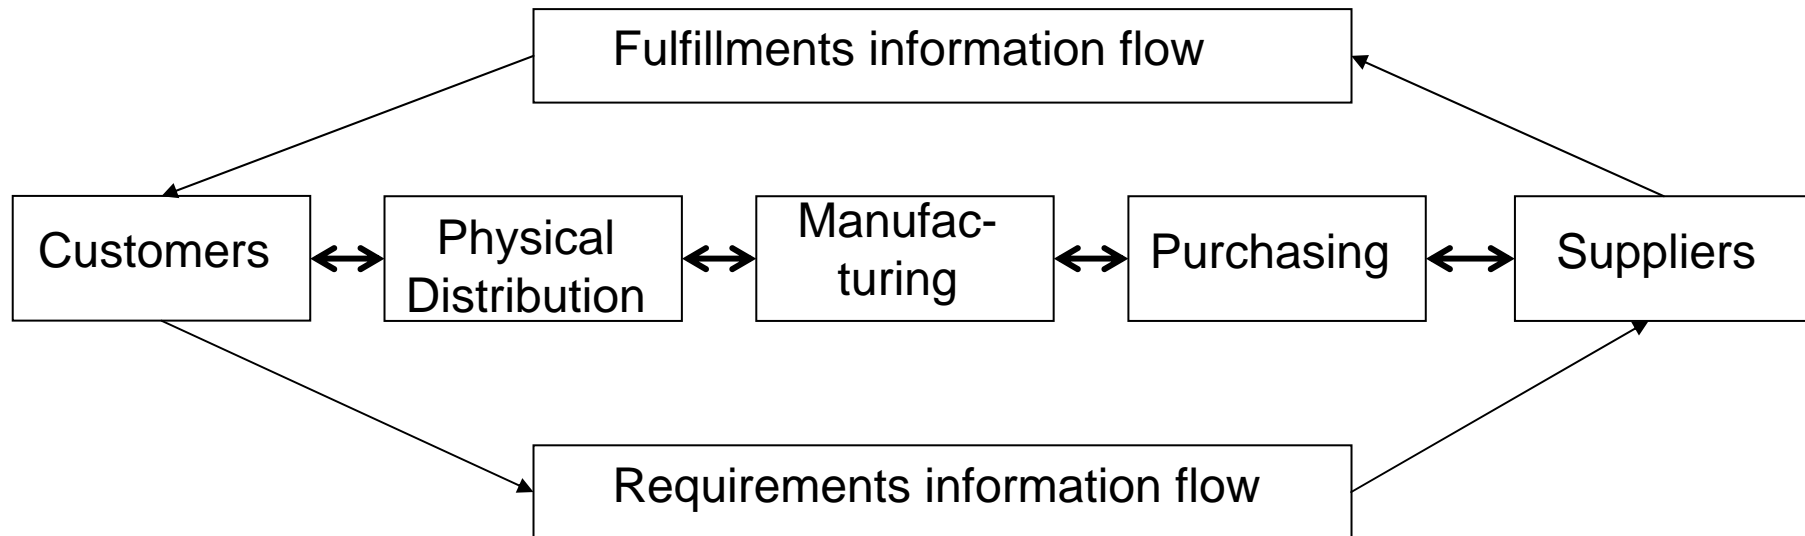 Fulfillments information flow
Customers
Physical
Distribution
Manufac-
turing
Purchasing
Suppliers
Requirements information flow